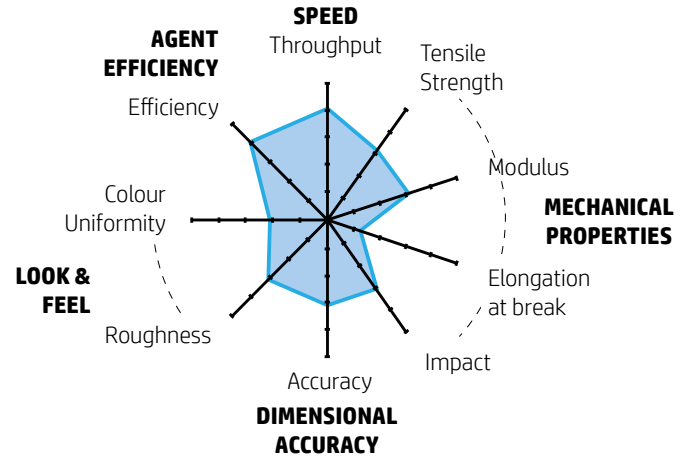 SPEED
Throughput
AGENT
EFFICIENCY
Efficiency
Tensile
Strength
Modulus
MECHANICAL
PROPERTIES
Colour
Uniformity
LOOK &
FEEL
Roughness
Elongation
at break
Impact
Accuracy
DIMENSIONAL
ACCURACY